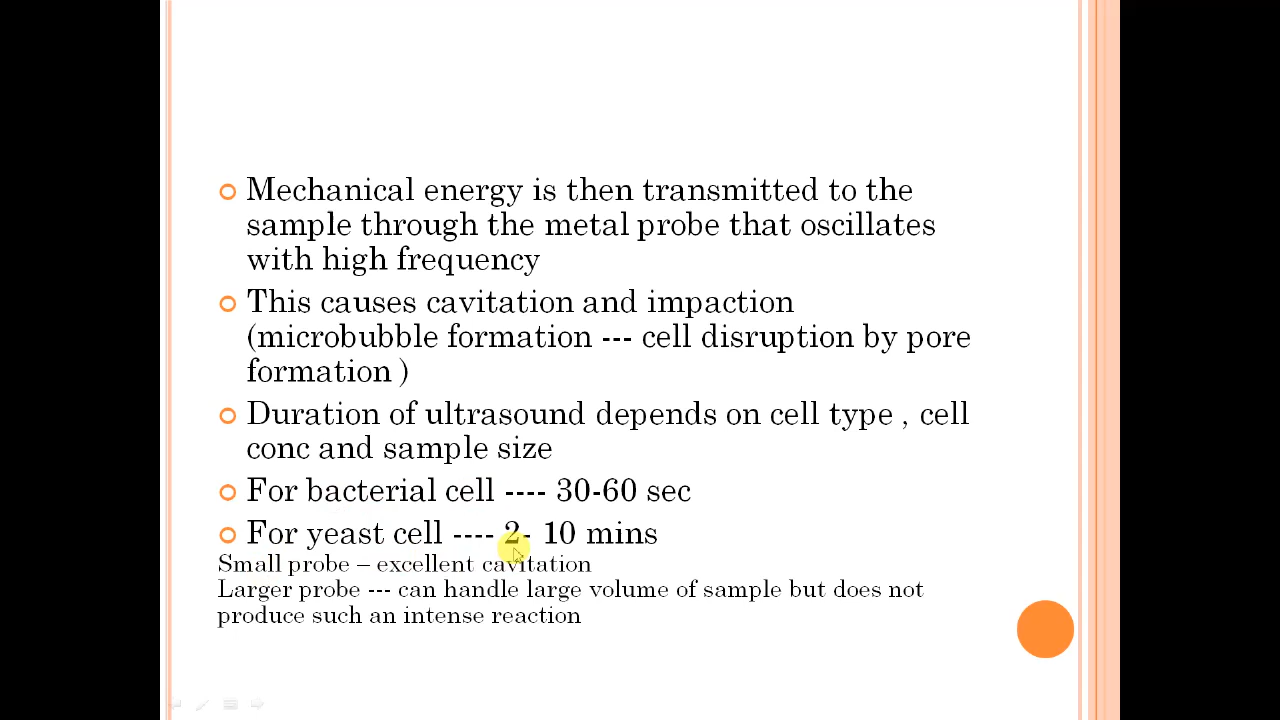 Mechanical energy is then transmitted to the
sample through the metal probe that oscillates
with high frequency
This causes cavitation and impaction
(microbubble formation --- cell disruption by pore
formation )
Duration of ultrasound depends on cell type , cell
conc and sample size
For bacterial cell ---- 30-60 sec
For yeast cell ---- 2- 10 mins
Small probe – excellent cavitation
Larger probe --- can handle large volume of sample but does not
produce such an intense reaction